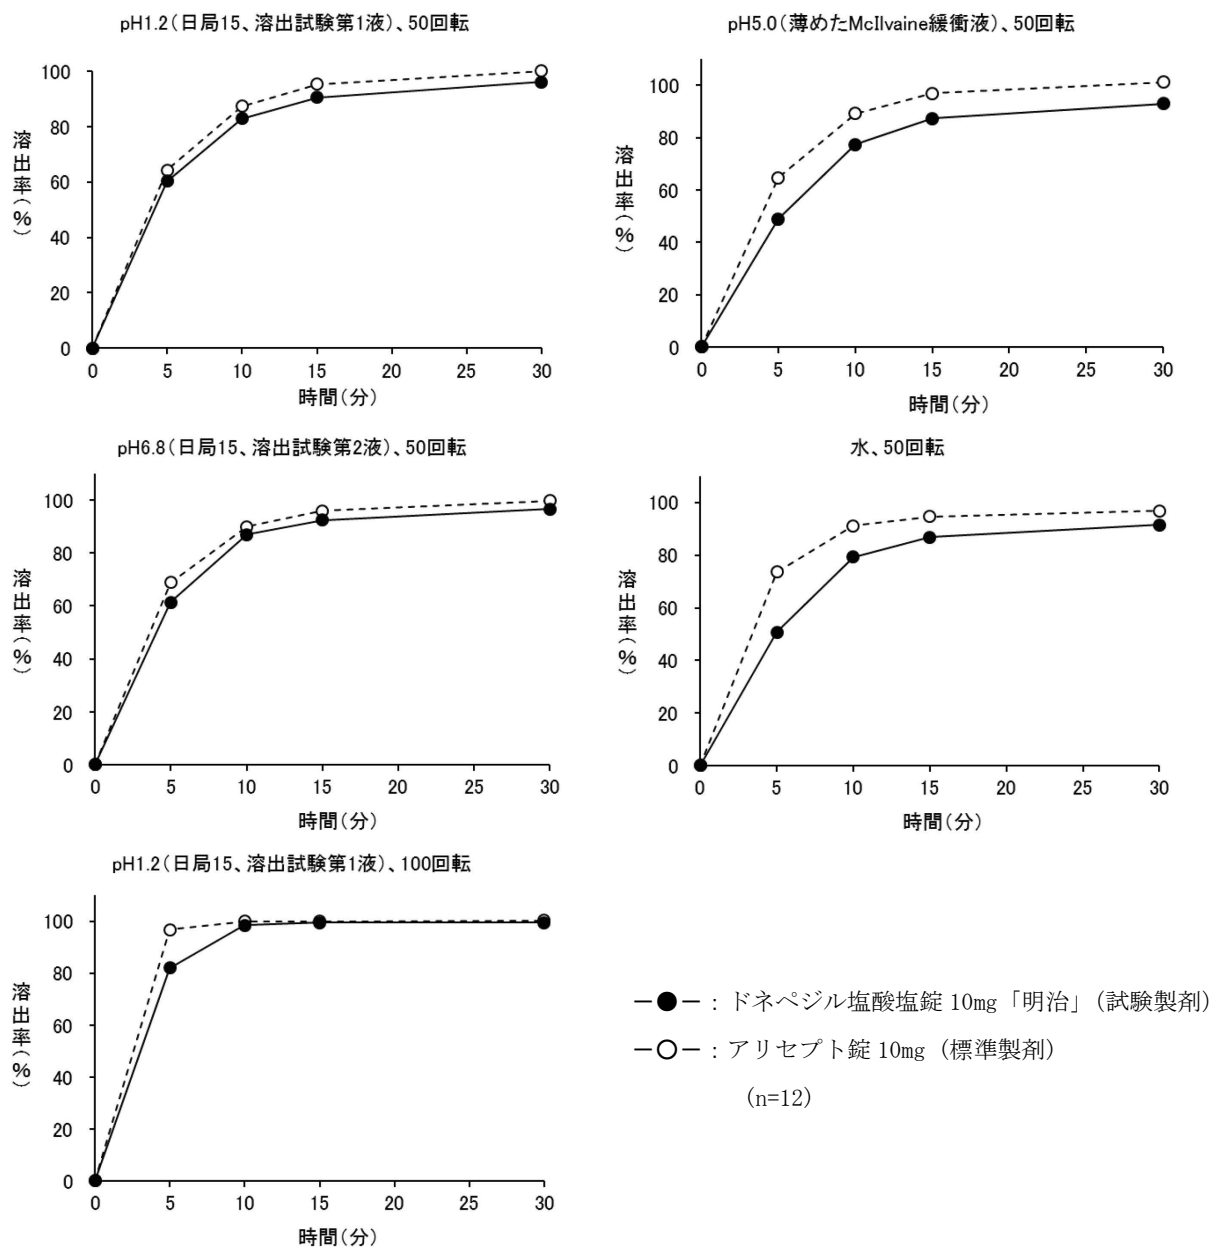 pH1.2(日局15、溶出試験第1液)、50回転
100
80
60
40
20
0
溶出率(%)
0 5 10 15 20 25 30
時間(分)
pH5.0(薄めたMcIlvaine緩衝液)、50回転
100
80
60
40
20
0
溶出率(%)
0 5 10 15 20 25 30
時間(分)
pH6.8(日局15、溶出試験第2液)、50回転
100
80
60
40
20
0
溶出率(%)
0 5 10 15 20 25 30
時間(分)
水、50回転
100
80
60
40
20
0
溶出率(%)
0 5 10 15 20 25 30
時間(分)
pH1.2(日局15、溶出試験第1液)、100回転
100
80
60
40
20
0
溶出率(%)
0 5 10 15 20 25 30
時間(分)
―●― : ドネペジル塩酸塩錠 10mg「明治」(試験製剤)
―○― : アリセプト錠 10mg (標準製剤)
(n=12)